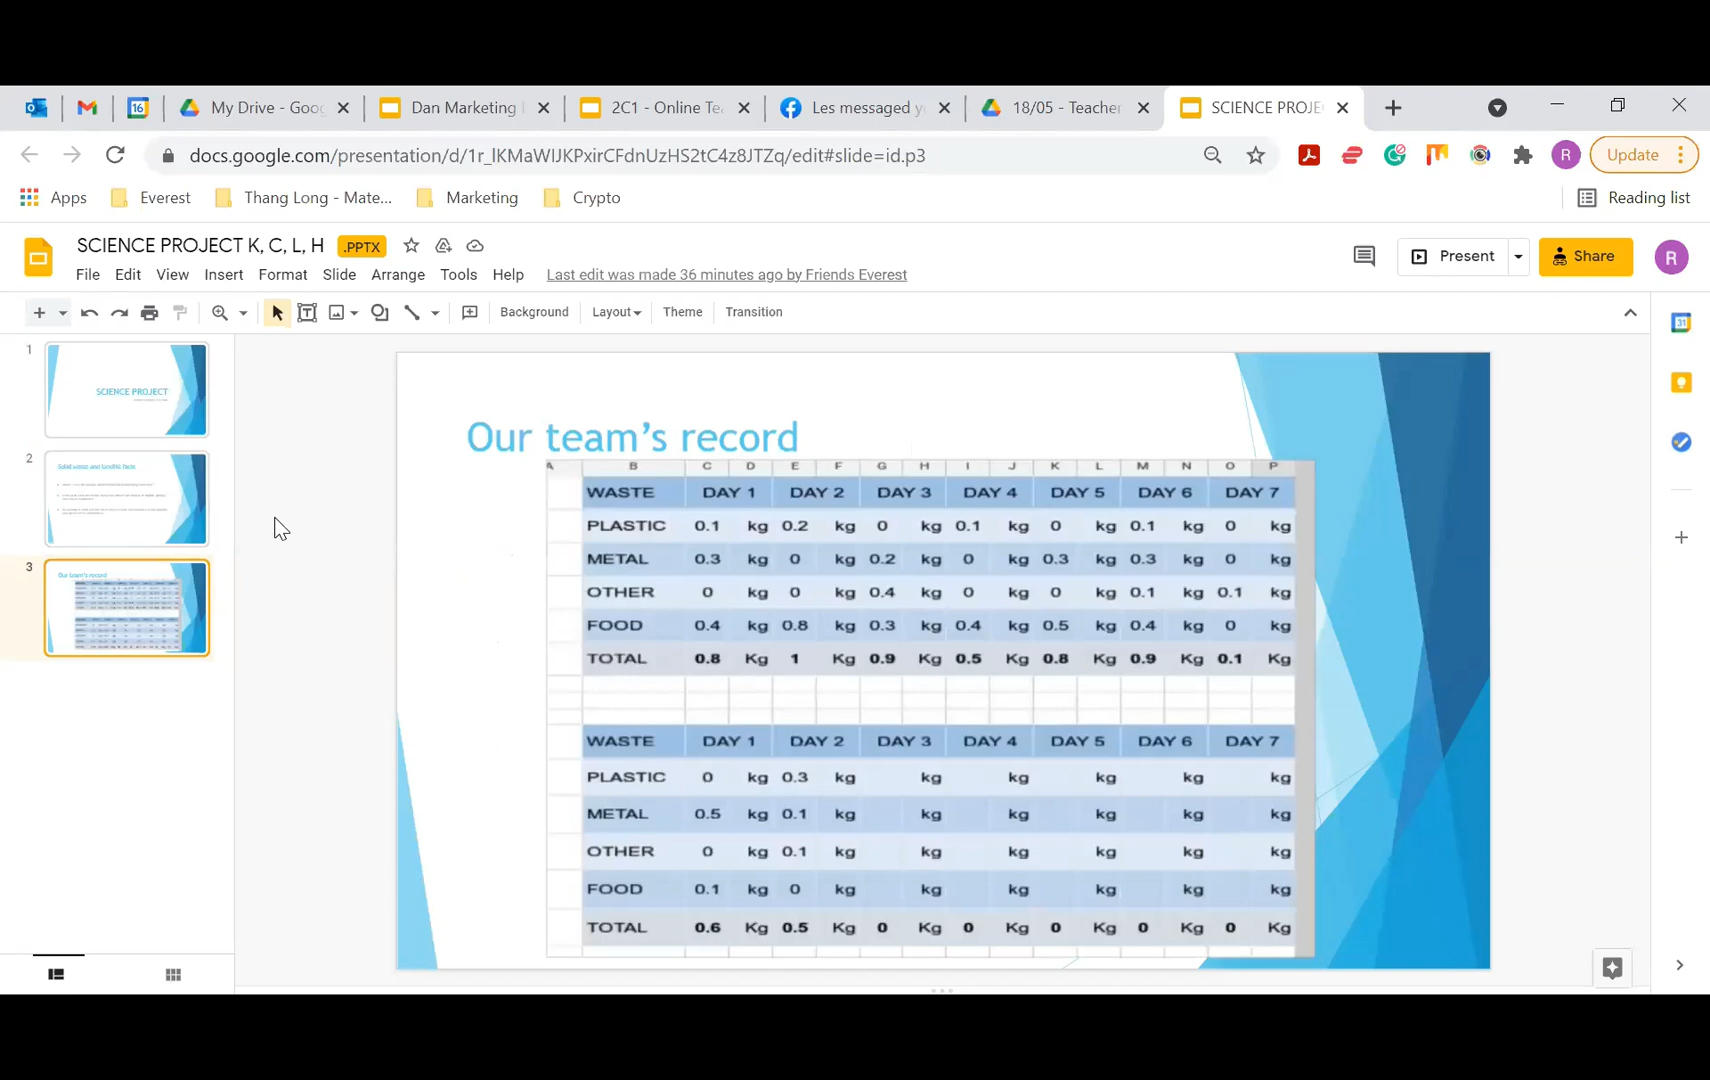 My Drive - Goo
Dan Marketing
2C1 - Online Te
Les messaged y
18/05 - Teacher
SCIENCE PROJE
docs.google.com/presentation/d/1r_lKMaWlJKPxirCFdnUzHS2tC4z8JTZq/edit#slide=id.p3
R
Update
Apps
Everest
Thang Long - Mate...
Marketing
Crypto
Reading list
SCIENCE PROJECT K, C, L, H
.PPTX
Present
Share
R
File Edit View Insert Format Slide Arrange Tools Help
Last edit was made 36 minutes ago by Friends Everest
Background Layout Theme Transition
1
SCIENCE PROJECT
2
Solid waste and landfill facts
3
Our team's record
Our team's record
A B C D E F G H I J K L M N O P
WASTE DAY 1 DAY 2 DAY 3 DAY 4 DAY 5 DAY 6 DAY 7
PLASTIC 0.1 kg 0.2 kg 0 kg 0.1 kg 0 kg 0.1 kg 0 kg
METAL 0.3 kg 0 kg 0.2 kg 0 kg 0.3 kg 0.3 kg 0 kg
OTHER 0 kg 0 kg 0.4 kg 0 kg 0 kg 0.1 kg 0.1 kg
FOOD 0.4 kg 0.8 kg 0.3 kg 0.4 kg 0.5 kg 0.4 kg 0 kg
TOTAL 0.8 Kg 1 Kg 0.9 Kg 0.5 Kg 0.8 Kg 0.9 Kg 0.1 Kg
WASTE DAY 1 DAY 2 DAY 3 DAY 4 DAY 5 DAY 6 DAY 7
PLASTIC 0 kg 0.3 kg kg kg kg kg kg
METAL 0.5 kg 0.1 kg kg kg kg kg kg
OTHER 0 kg 0.1 kg kg kg kg kg kg
FOOD 0.1 kg 0 kg kg kg kg kg kg
TOTAL 0.6 Kg 0.5 Kg 0 Kg 0 Kg 0 Kg 0 Kg 0 Kg